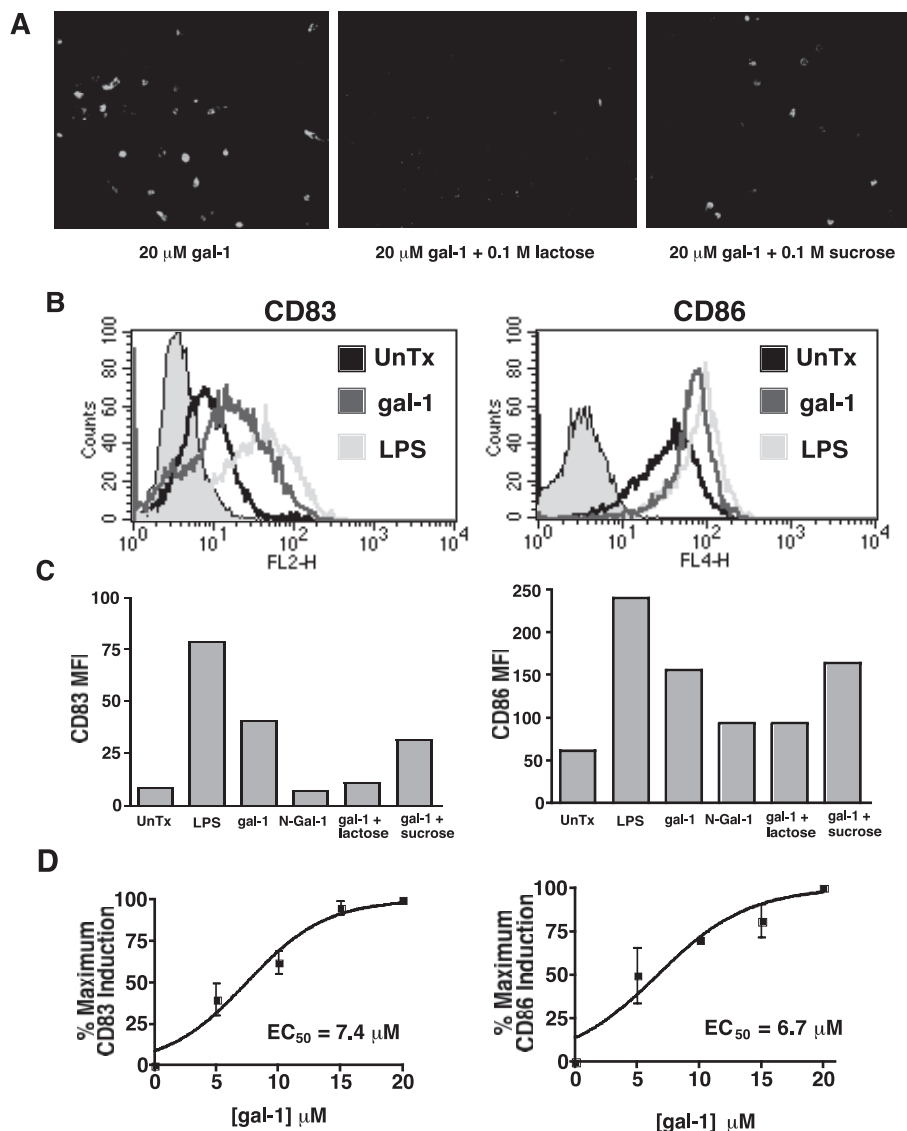 A
20 μM gal-1
20 μM gal-1 + 0.1 M lactose
20 μM gal-1 + 0.1 M sucrose
B
CD83
100
80
60
40
20
0
Counts
UnTx
gal-1
LPS
10^0 10^1 10^2 10^3 10^4
FL2-H
CD86
100
80
60
40
20
0
Counts
UnTx
gal-1
LPS
10^0 10^1 10^2 10^3 10^4
FL4-H
C
100
75
50
25
0
CD83 MFI
UnTx LPS gal-1 N-Gal-1 gal-1 + lactose gal-1 + sucrose
250
200
150
100
50
0
CD86 MFI
UnTx LPS gal-1 N-Gal-1 gal-1 + lactose gal-1 + sucrose
D
100
75
50
25
0
% Maximum
CD83 Induction
EC50 = 7.4 μM
0 5 10 15 20
[gal-1] μM
100
75
50
25
0
% Maximum
CD86 Induction
EC50 = 6.7 μM
0 5 10 15 20
[gal-1] μM